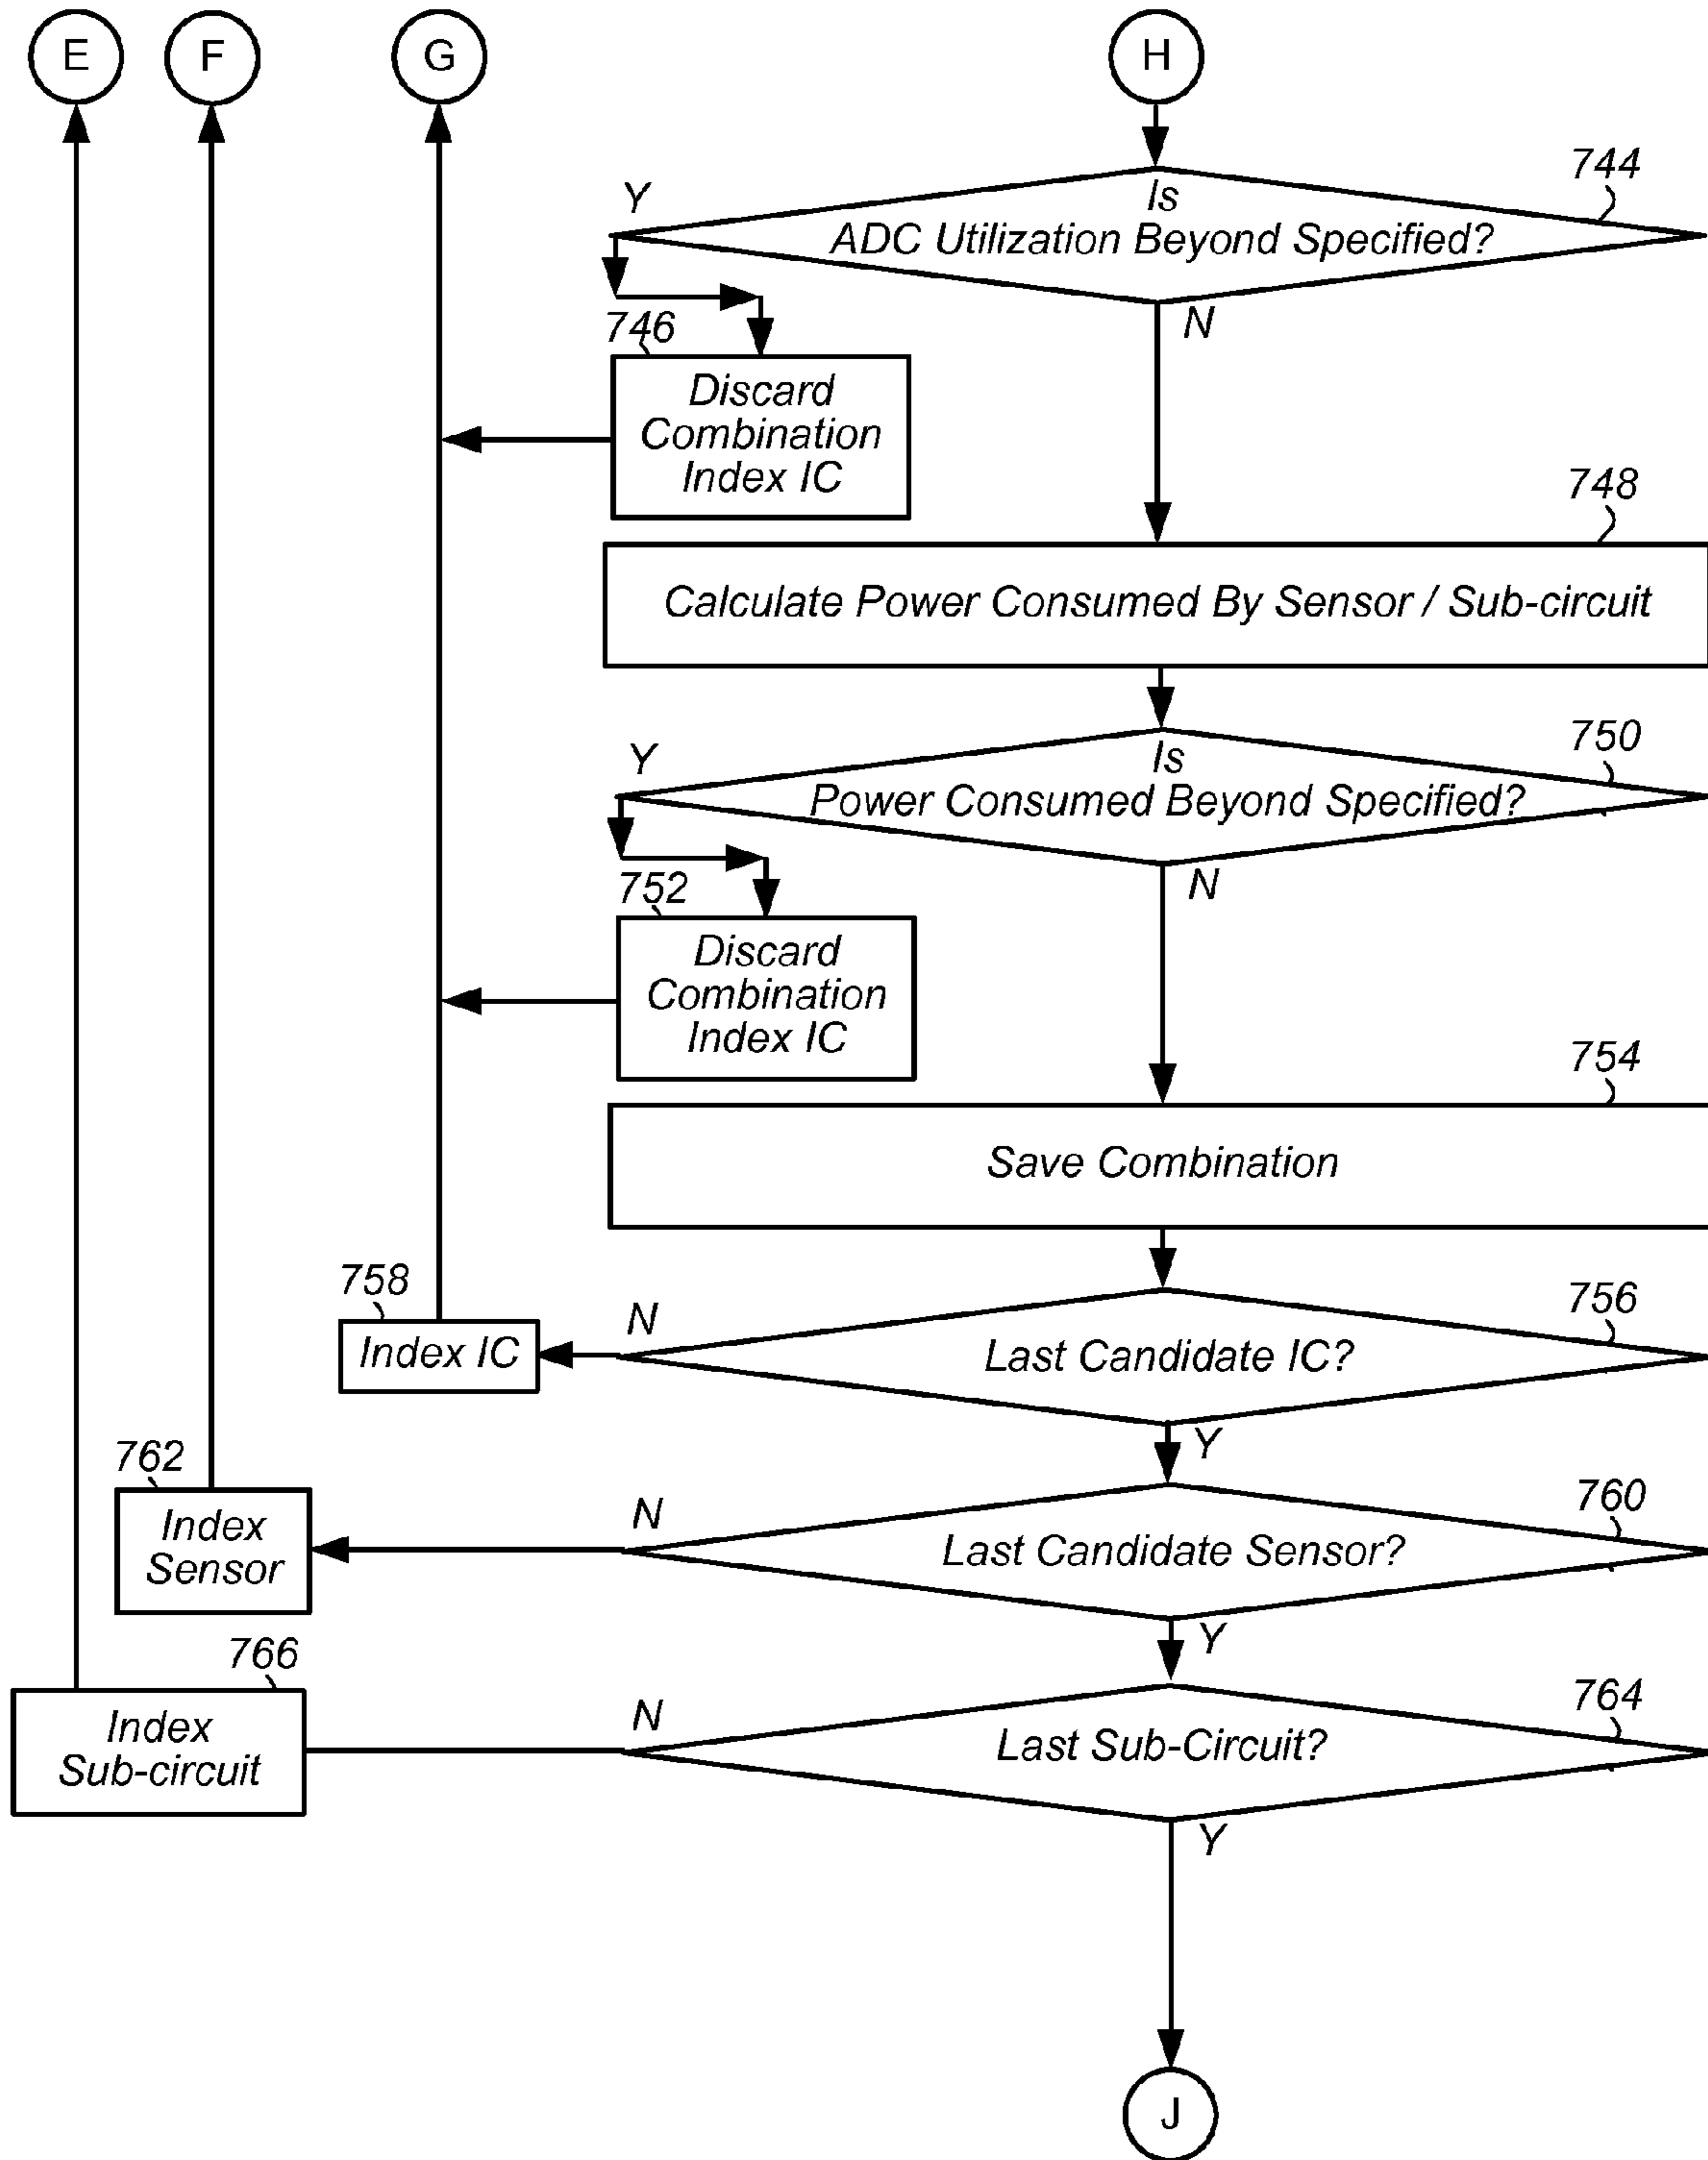 E
F
G
H
744
Y
Is
ADC Utilization Beyond Specified?
N
746
Discard
Combination
Index IC
748
Calculate Power Consumed By Sensor / Sub-circuit
750
Y
Is
Power Consumed Beyond Specified?
N
752
Discard
Combination
Index IC
754
Save Combination
758
756
N
Index IC
Last Candidate IC?
Y
762
760
N
Index
Sensor
Last Candidate Sensor?
Y
766
764
N
Index
Sub-circuit
Last Sub-Circuit?
Y
J